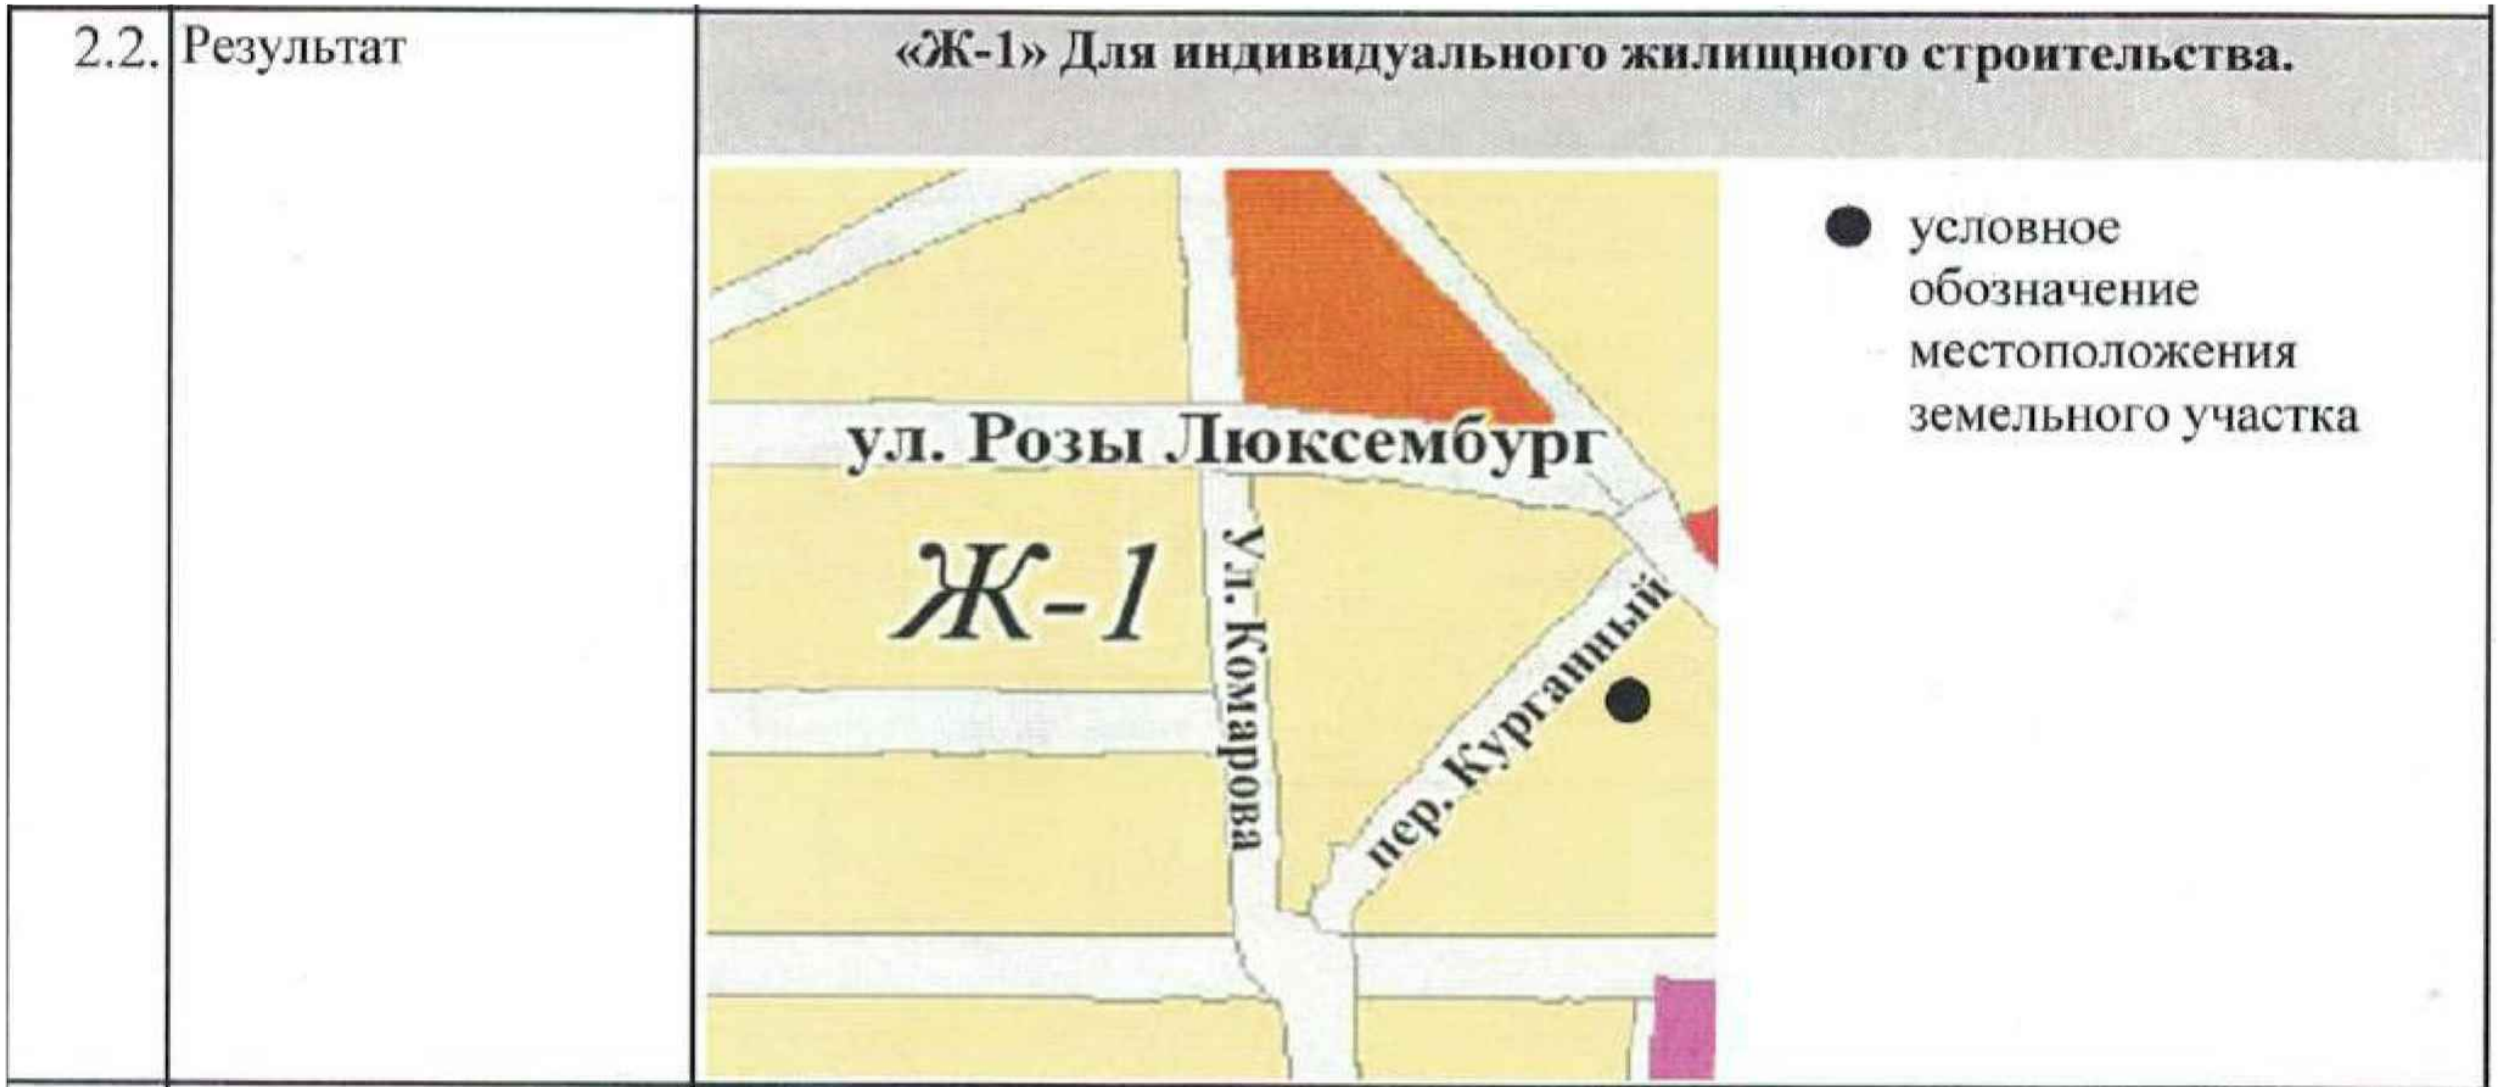 2.2. Результат
«Ж-1» Для индивидуального жилищного строительства.
ул. Розы Люксембург
Ж-1
Ул. Комарова
пер. Курганный
условное
обозначение
местоположения
земельного участка